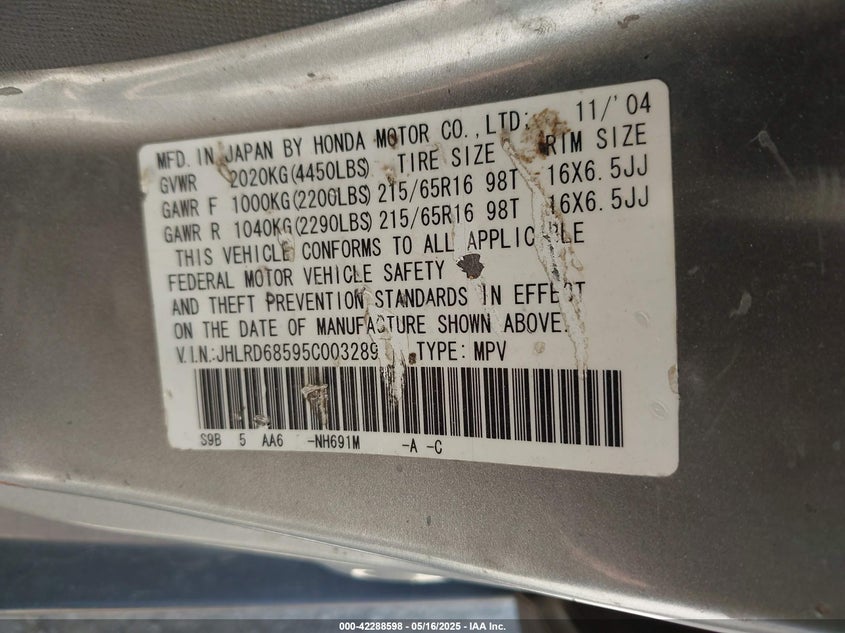 MFD. IN JAPAN BY HONDA MOTOR CO.,LTD. 11/'04
GVWR 2020KG(4450LBS) TIRE SIZE RIM SIZE
GAWR F 1000KG(2200LBS) 215/65R16 98T 16X6.5JJ
GAWR R 1040KG(2290LBS) 215/65R16 98T 16X6.5JJ
THIS VEHICLE CONFORMS TO ALL APPLICABLE
FEDERAL MOTOR VEHICLE SAFETY
AND THEFT PREVENTION STANDARDS IN EFFECT
ON THE DATE OF MANUFACTURE SHOWN ABOVE.
V.I.N.:JHLRD68595C003289 TYPE: MPV
S9B 5 AA6 -NH691M -A -C
000-42288598 - 05/16/2025 - IAA Inc.